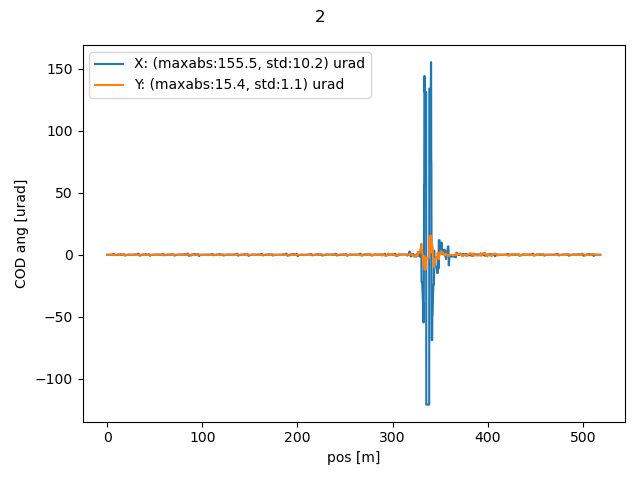 2
X: (maxabs:155.5, std:10.2) urad
Y: (maxabs:15.4, std:1.1) urad
150
100
50
0
−50
−100
COD ang [urad]
0 100 200 300 400 500
pos [m]